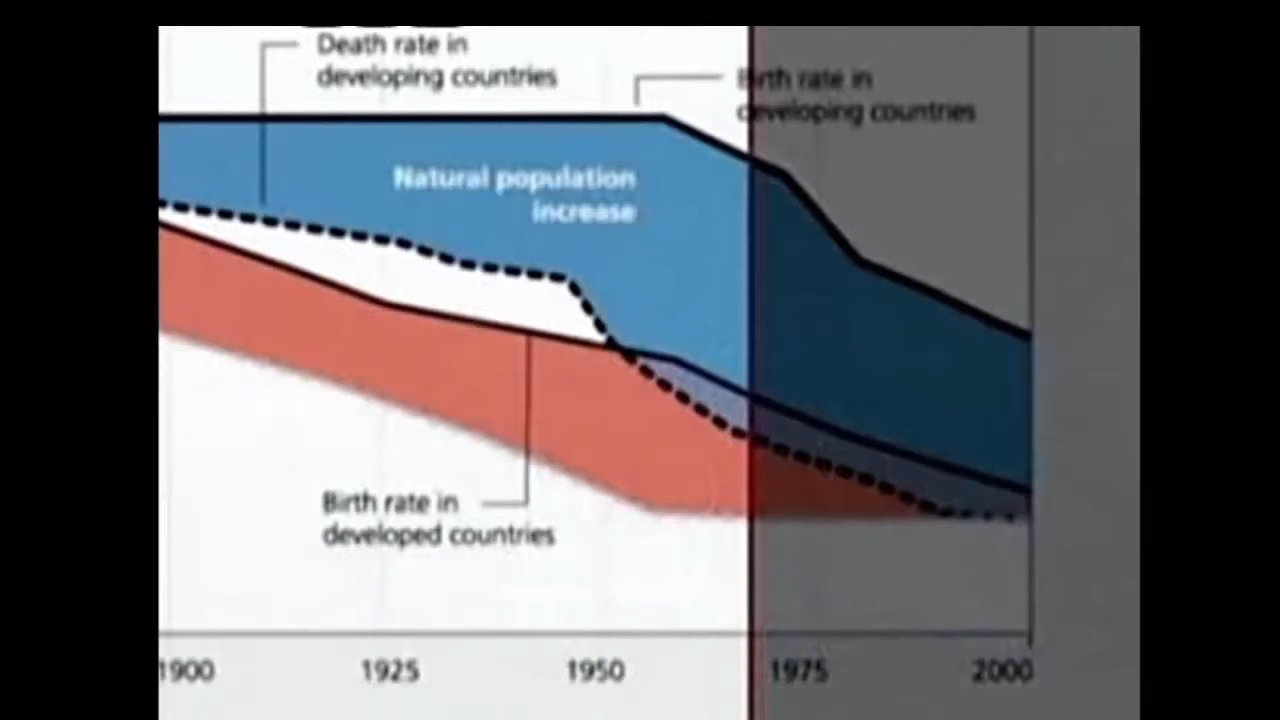 Death rate in
developing countries
Birth rate in
developing countries
Natural population
increase
Birth rate in
developed countries
1900
1925
1950
1975
2000